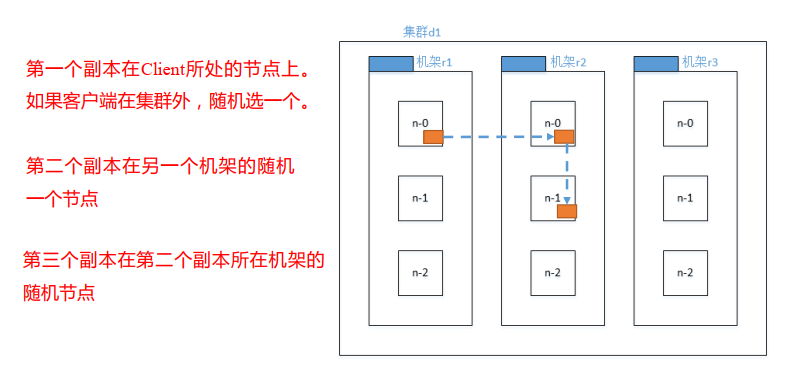 第一个副本在Client所处的节点上。
如果客户端在集群外，随机选一个。
第二个副本在另一个机架的随机
一个节点
第三个副本在第二个副本所在机架的
随机节点
集群d1
机架r1
机架r2
机架r3
n-0
n-0
n-0
n-1
n-1
n-1
n-2
n-2
n-2